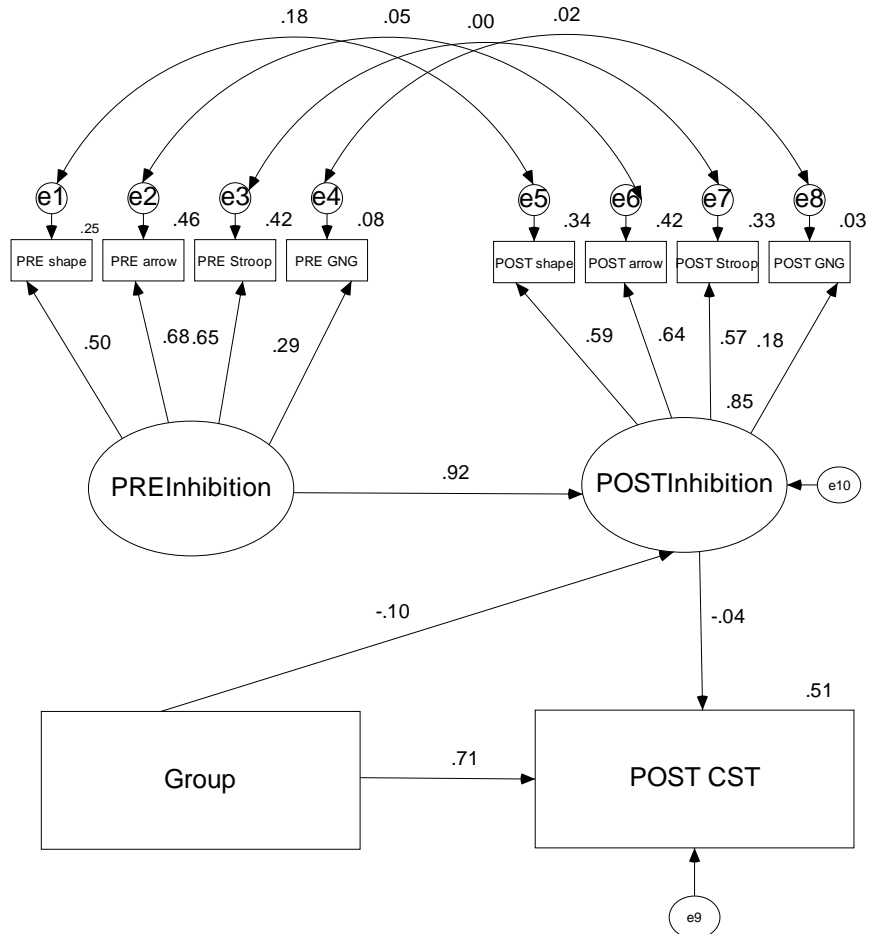 .18 .05 .00 .02
e1 e2 e3 e4 e5 e6 e7 e8
.25 .46 .42 .08 .34 .42 .33 .03
PRE shape PRE arrow PRE Stroop PRE GNG POST shape POST arrow POST Stroop POST GNG
.50 .68 .65 .29 .59 .64 .57 .18
.85
PREInhibition .92 POSTInhibition e10
-.10 -.04
.51
Group .71 POST CST
e9